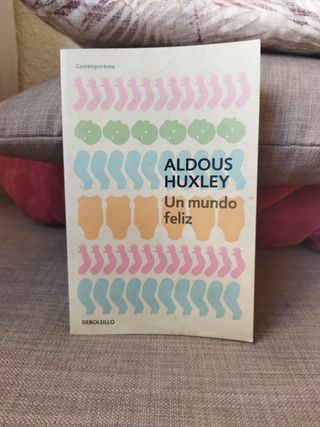 Contemporánea
ALDOUS
HUXLEY
Un mundo
feliz
DEBOLSILLO